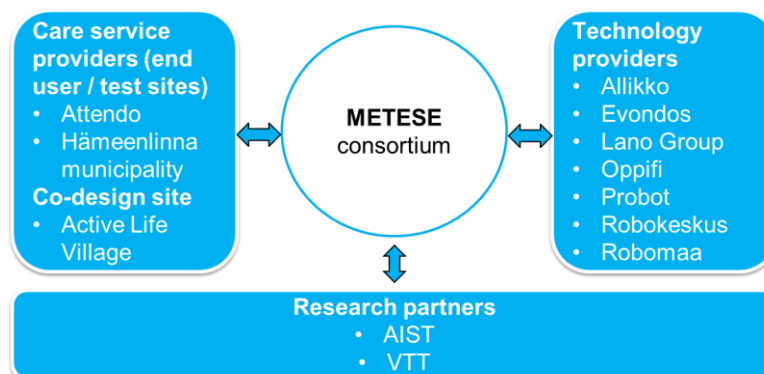 Care service
providers (end
user / test sites)
• Attendo
• Hämeenlinna
municipality
Co-design site
• Active Life
Village
METESE
consortium
Technology
providers
• Allikko
• Evondos
• Lano Group
• Oppifi
• Probot
• Robokeskus
• Robomaa
Research partners
• AIST
• VTT